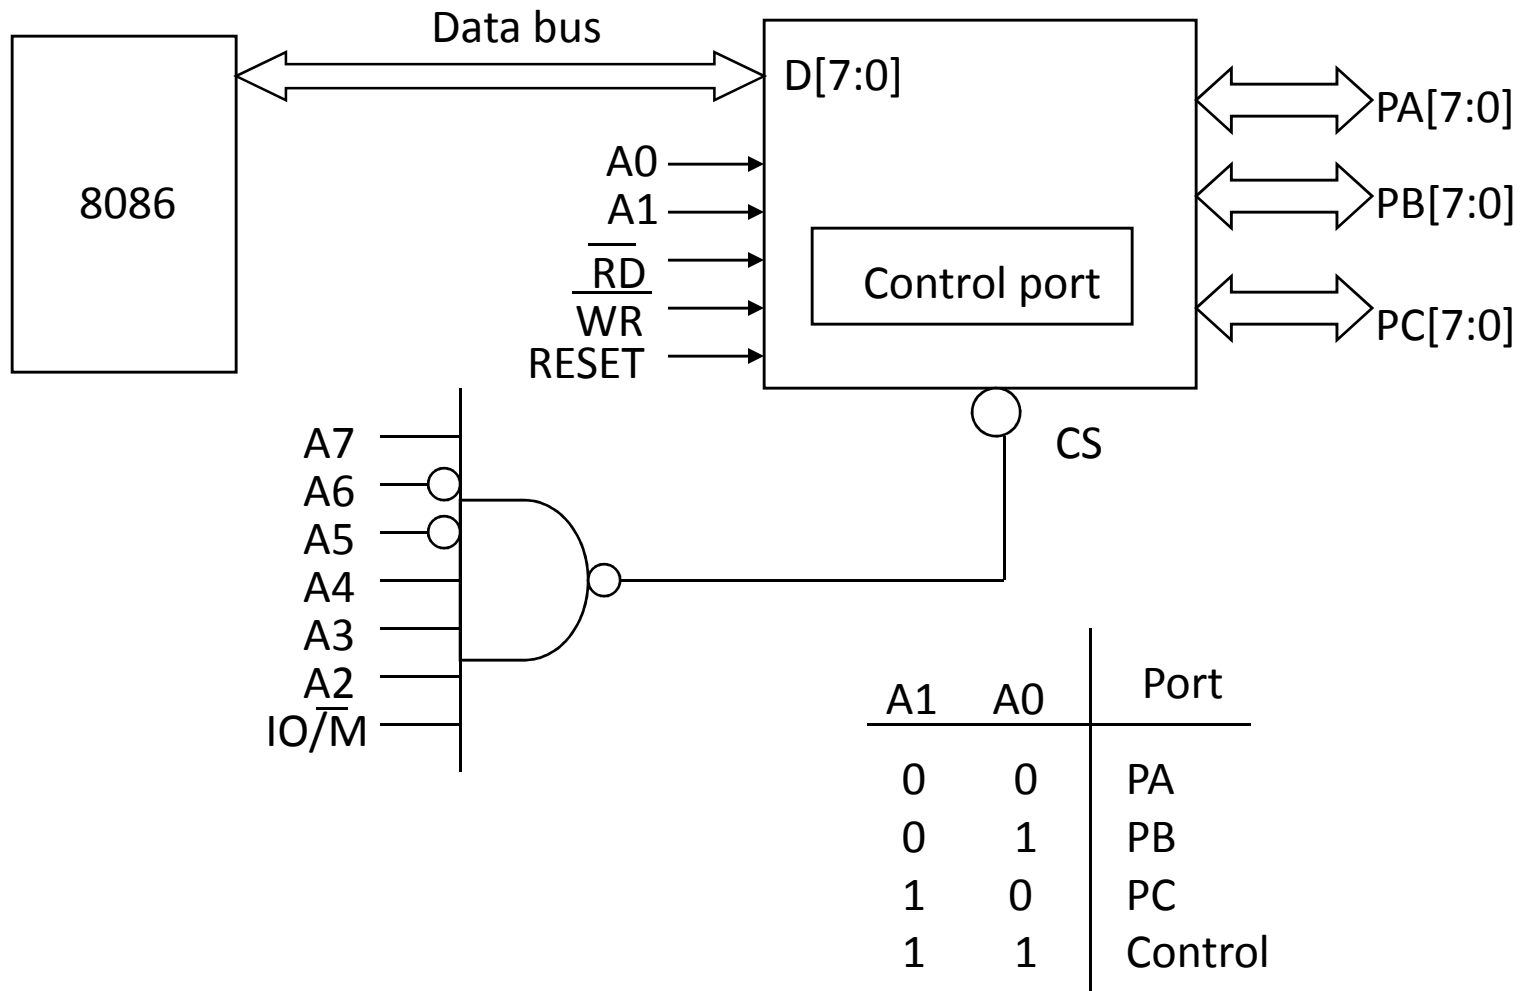 Data bus
8086
D[7:0]
A0
A1
RD
WR
RESET
Control port
PA[7:0]
PB[7:0]
PC[7:0]
CS
A7
A6
A5
A4
A3
A2
IO/M
A1 A0 Port
0 0 PA
0 1 PB
1 0 PC
1 1 Control